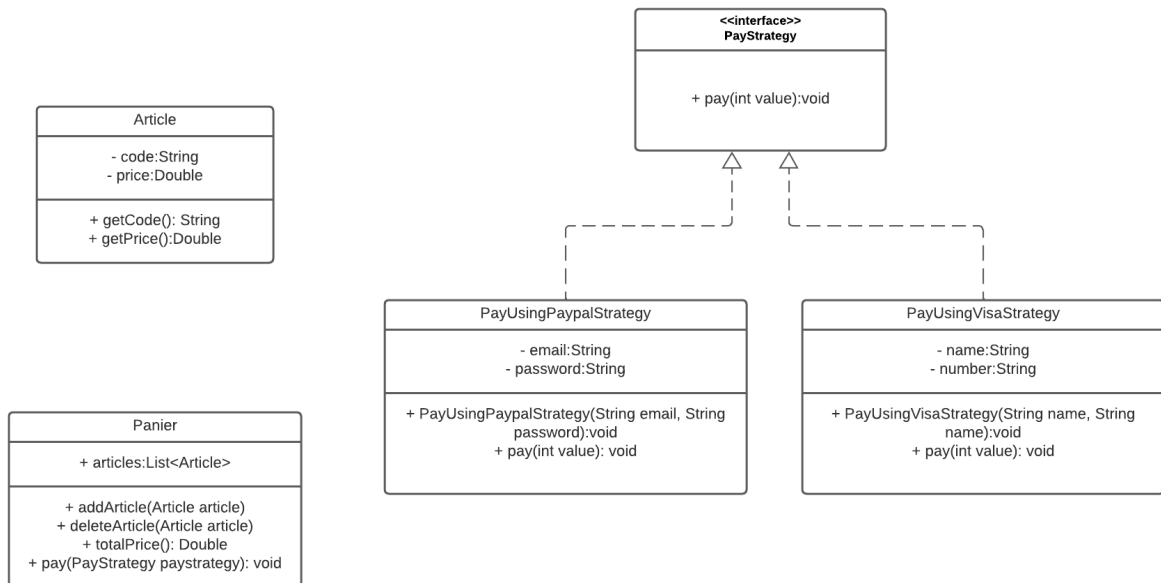 <<interface>>
PayStrategy
+ pay(int value):void
Article
- code:String
- price:Double
+ getCode(): String
+ getPrice():Double
PayUsingPaypalStrategy
- email:String
- password:String
+ PayUsingPaypalStrategy(String email, String
password):void
+ pay(int value): void
PayUsingVisaStrategy
- name:String
- number:String
+ PayUsingVisaStrategy(String name, String
name):void
+ pay(int value): void
Panier
+ articles:List<Article>
+ addArticle(Article article)
+ deleteArticle(Article article)
+ totalPrice(): Double
+ pay(PayStrategy paystrategy): void